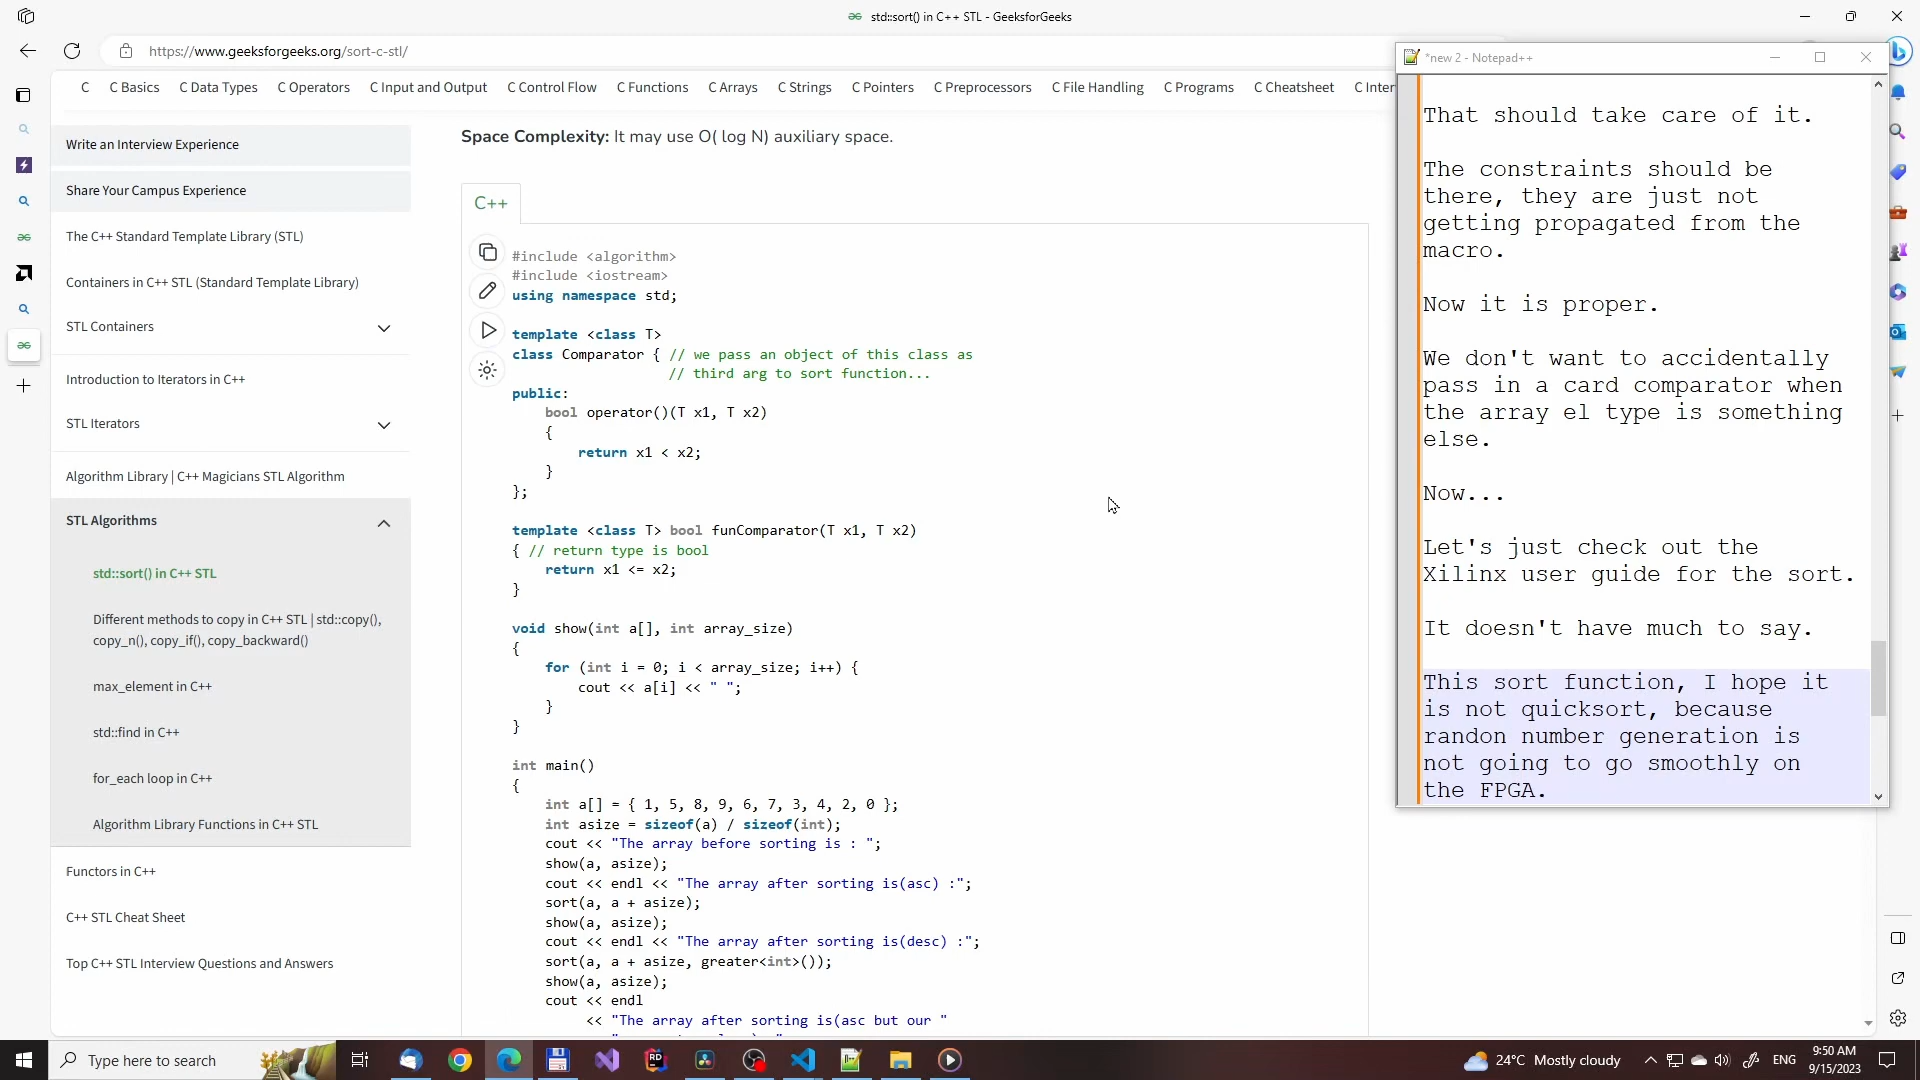 std::sort() in C++ STL - GeeksforGeeks
https://www.geeksforgeeks.org/sort-c-stl/
C C Basics C Data Types C Operators C Input and Output C Control Flow C Functions C Arrays C Strings C Pointers C Preprocessors C File Handling C Programs C Cheatsheet C Inter
Write an Interview Experience
Share Your Campus Experience
The C++ Standard Template Library (STL)
Containers in C++ STL (Standard Template Library)
STL Containers
Introduction to Iterators in C++
STL Iterators
Algorithm Library | C++ Magicians STL Algorithm
STL Algorithms
std::sort() in C++ STL
Different methods to copy in C++ STL | std::copy(),
copy_n(), copy_if(), copy_backward()
max_element in C++
std::find in C++
for_each loop in C++
Algorithm Library Functions in C++ STL
Functors in C++
C++ STL Cheat Sheet
Top C++ STL Interview Questions and Answers
Space Complexity: It may use O( log N) auxiliary space.
C++
#include <algorithm>
#include <iostream>
using namespace std;
template <class T>
class Comparator { // we pass an object of this class as
// third arg to sort function...
public:
bool operator()(T x1, T x2)
{
return x1 < x2;
}
};
template <class T> bool funComparator(T x1, T x2)
{ // return type is bool
return x1 <= x2;
}
void show(int a[], int array_size)
{
for (int i = 0; i < array_size; i++) {
cout << a[i] << " ";
}
}
int main()
{
int a[] = { 1, 5, 8, 9, 6, 7, 3, 4, 2, 0 };
int asize = sizeof(a) / sizeof(int);
cout << "The array before sorting is : ";
show(a, asize);
cout << endl << "The array after sorting is(asc) :";
sort(a, a + asize);
show(a, asize);
cout << endl << "The array after sorting is(desc) :";
sort(a, a + asize, greater<int>());
show(a, asize);
cout << endl
<< "The array after sorting is(asc but our "
*new 2 - Notepad++
That should take care of it.
The constraints should be
there, they are just not
getting propagated from the
macro.
Now it is proper.
We don't want to accidentally
pass in a card comparator when
the array el type is something
else.
Now...
Let's just check out the
Xilinx user guide for the sort.
It doesn't have much to say.
This sort function, I hope it
is not quicksort, because
randon number generation is
not going to go smoothly on
the FPGA.
Type here to search
24°C Mostly cloudy
ENG
9:50 AM
9/15/2023